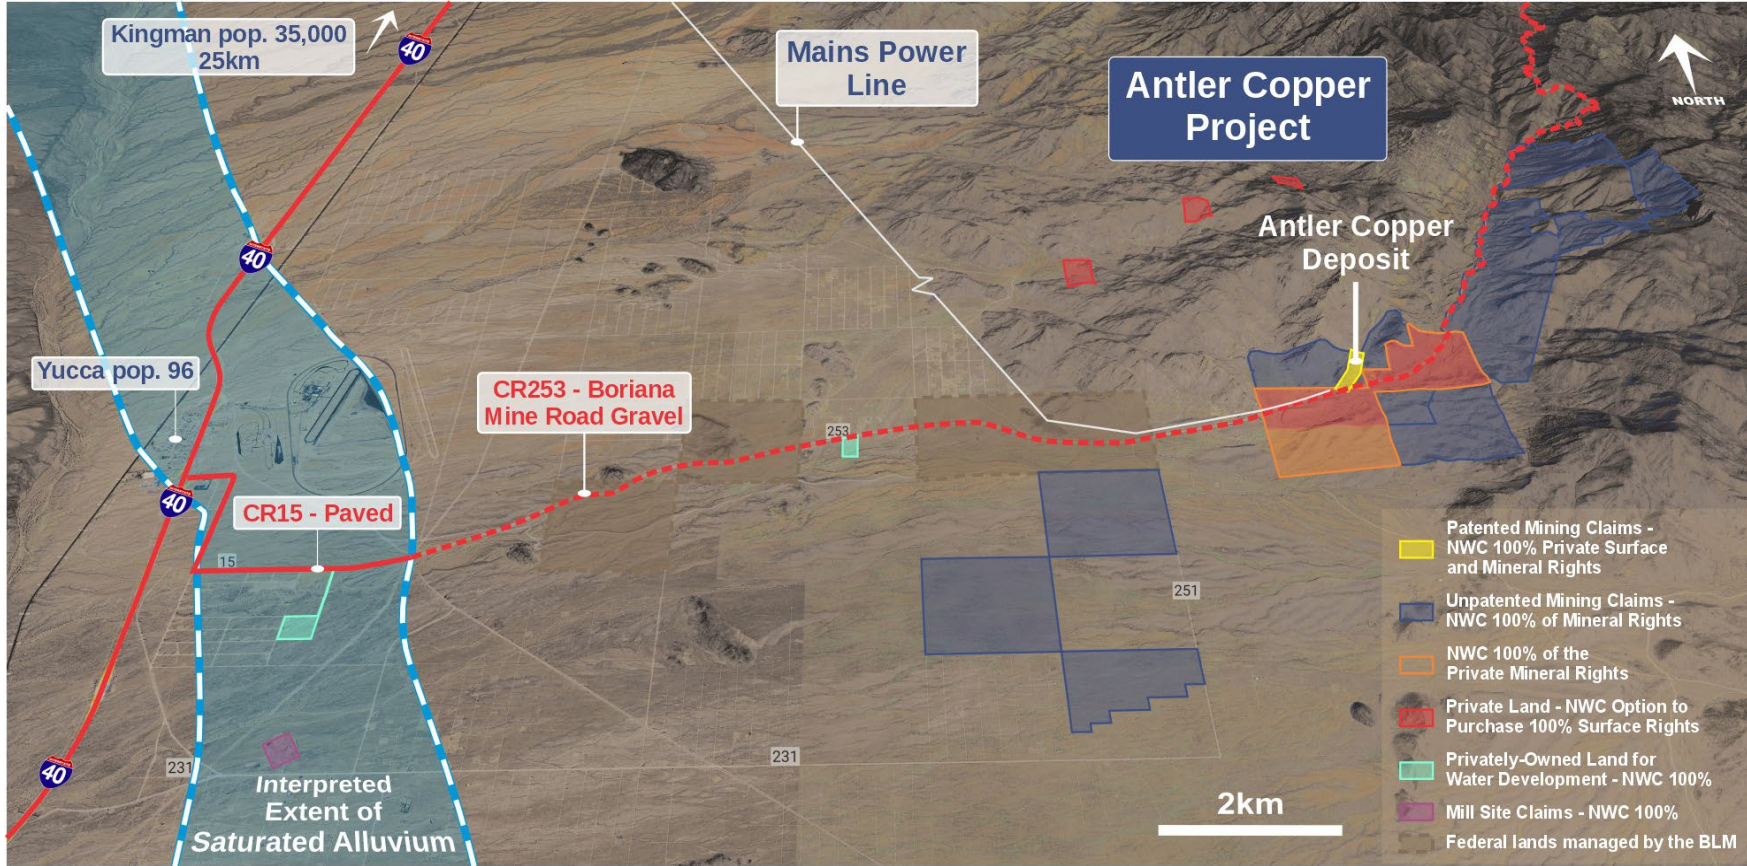 Kingman pop. 35,000
25km
40
Mains Power
Line
Antler Copper
Project
NORTH
Antler Copper
Deposit
40
Yucca pop. 96
CR253 - Boriana
Mine Road Gravel
253
40
CR15 - Paved
15
251
231
231
40
Interpreted
Extent of
Saturated Alluvium
2km
Patented Mining Claims -
NWC 100% Private Surface
and Mineral Rights
Unpatented Mining Claims -
NWC 100% of Mineral Rights
NWC 100% of the
Private Mineral Rights
Private Land - NWC Option to
Purchase 100% Surface Rights
Privately-Owned Land for
Water Development - NWC 100%
Mill Site Claims - NWC 100%
Federal lands managed by the BLM